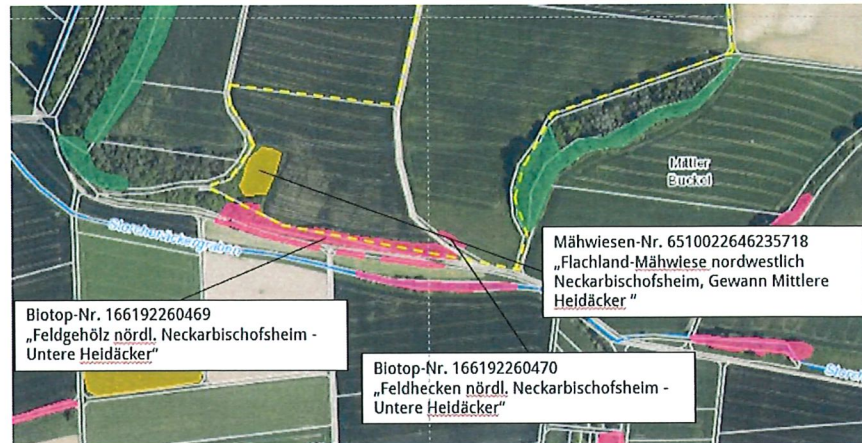 Mittler
Buckel
Storchenäckergraben
Mähwiesen-Nr. 6510022646235718
„Flachland-Mähwiese nordwestlich
Neckarbischofsheim, Gewann Mittlere
Heidäcker “
Biotop-Nr. 166192260469
„Feldgehölz nördl. Neckarbischofsheim -
Untere Heidäcker“
Biotop-Nr. 166192260470
„Feldhecken nördl. Neckarbischofsheim -
Untere Heidäcker“